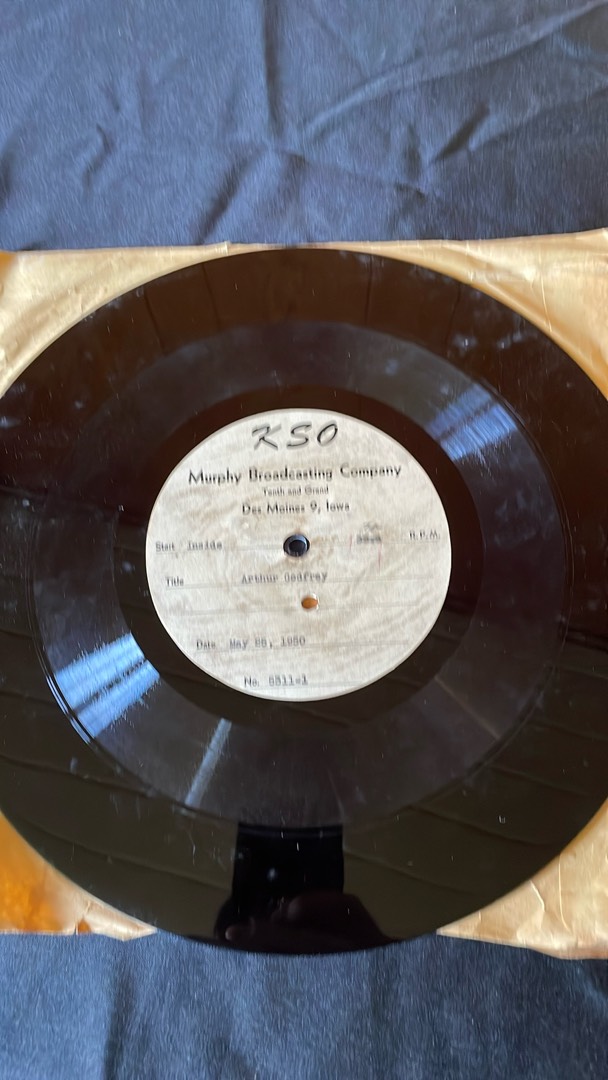 KSO
Murphy Broadcasting Company
Tenth and Grand
Des Moines 9, Iowa
Start Inside R.P.M.
Title Arthur Godfrey
Date May 1950
No.